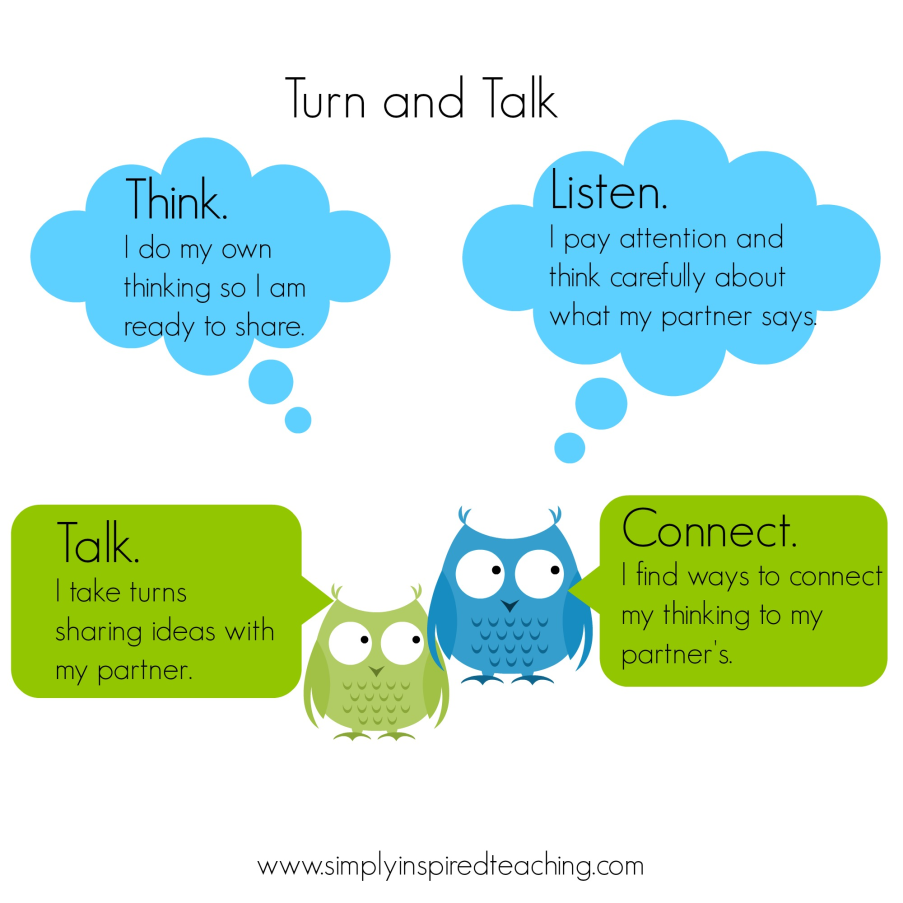 Turn and Talk
Think.
I do my own
thinking so I am
ready to share.
Listen.
I pay attention and
think carefully about
what my partner says.
Talk.
I take turns
sharing ideas with
my partner.
Connect.
I find ways to connect
my thinking to my
partner's.
www.simplyinspiredteaching.com